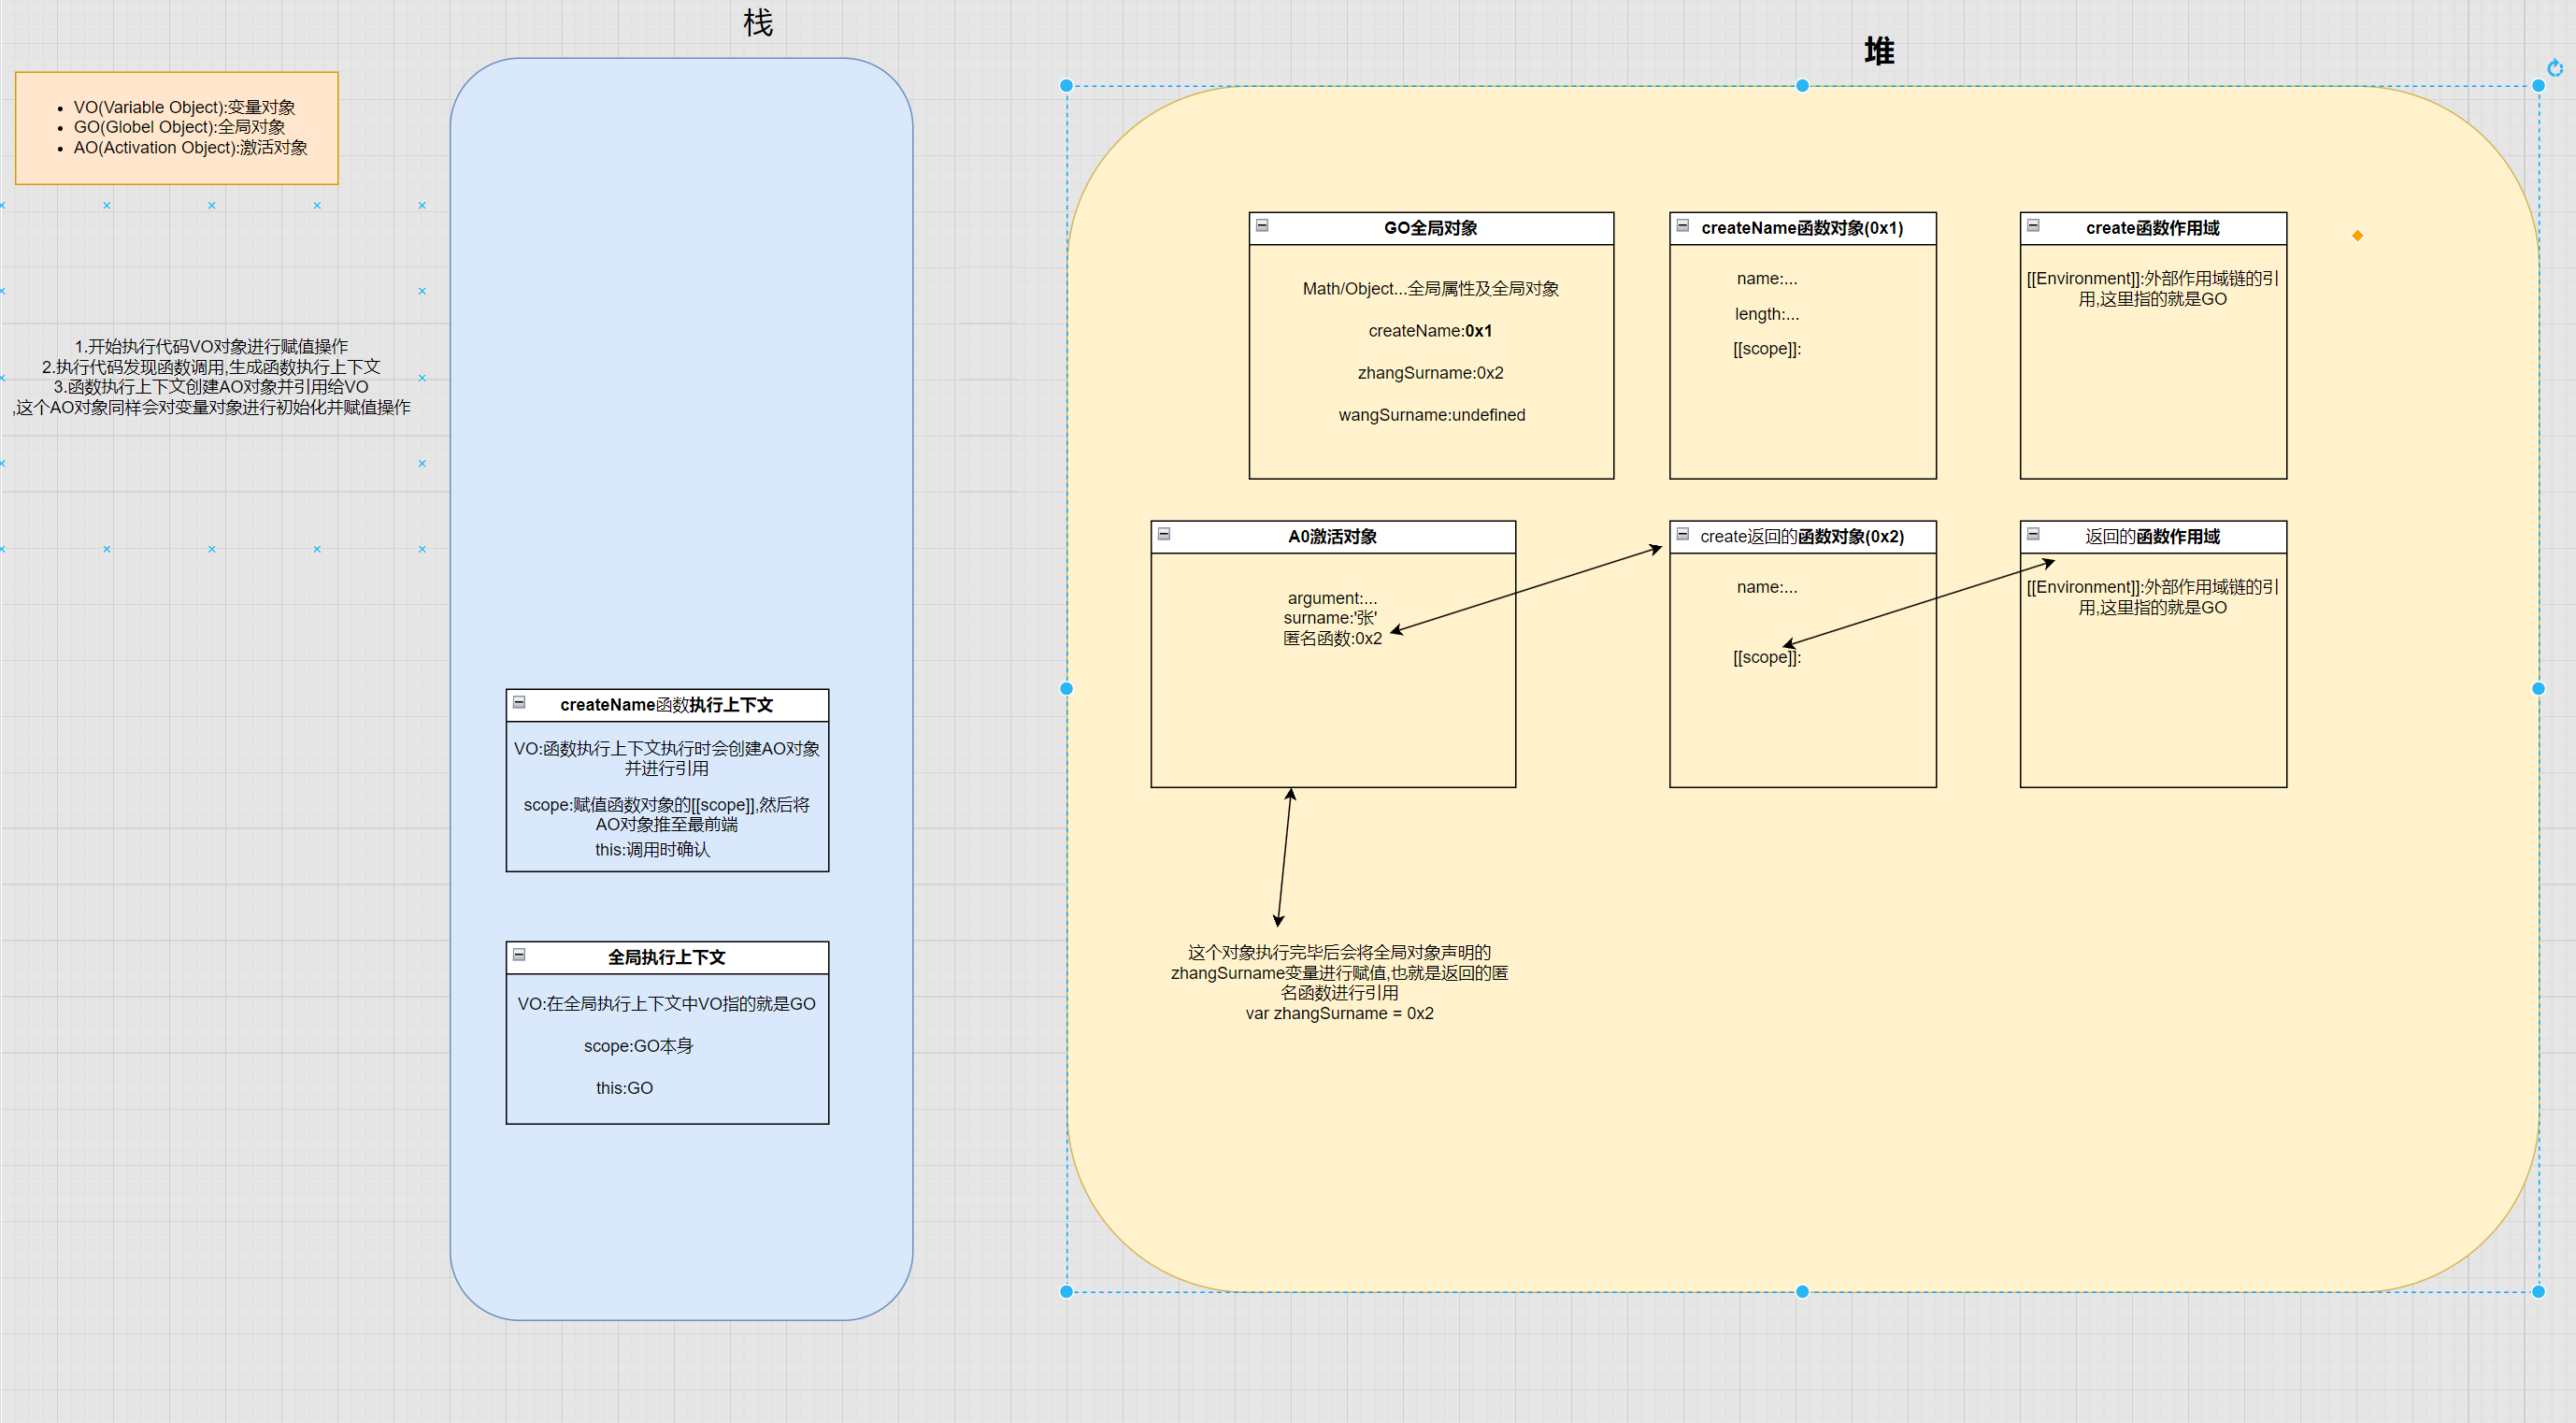 栈
堆
VO(Variable Object):变量对象
GO(Globel Object):全局对象
AO(Activation Object):激活对象
1.开始执行代码VO对象进行赋值操作
2.执行代码发现函数调用,生成函数执行上下文
3.函数执行上下文创建AO对象并引用给VO
,这个AO对象同样会对变量对象进行初始化并赋值操作
createName函数执行上下文
VO:函数执行上下文执行时会创建AO对象
并进行引用
scope:赋值函数对象的[[scope]],然后将
AO对象推至最前端
this:调用时确认
全局执行上下文
VO:在全局执行上下文中VO指的就是GO
scope:GO本身
this:GO
GO全局对象
Math/Object...全局属性及全局对象
createName:0x1
zhangSurname:0x2
wangSurname:undefined
createName函数对象(0x1)
name:...
length:...
[[scope]]:
create函数作用域
[[Environment]]:外部作用域链的引
用,这里指的就是GO
A0激活对象
argument:...
surname:'张'
匿名函数:0x2
create返回的函数对象(0x2)
name:...
[[scope]]:
返回的函数作用域
[[Environment]]:外部作用域链的引
用,这里指的就是GO
这个对象执行完毕后会将全局对象声明的
zhangSurname变量进行赋值,也就是返回的匿
名函数进行引用
var zhangSurname = 0x2